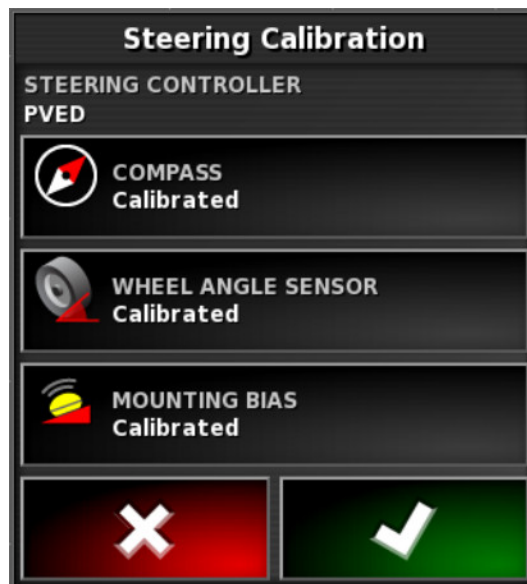 Steering Calibration
STEERING CONTROLLER
PVED
COMPASS
Calibrated
WHEEL ANGLE SENSOR
Calibrated
MOUNTING BIAS
Calibrated